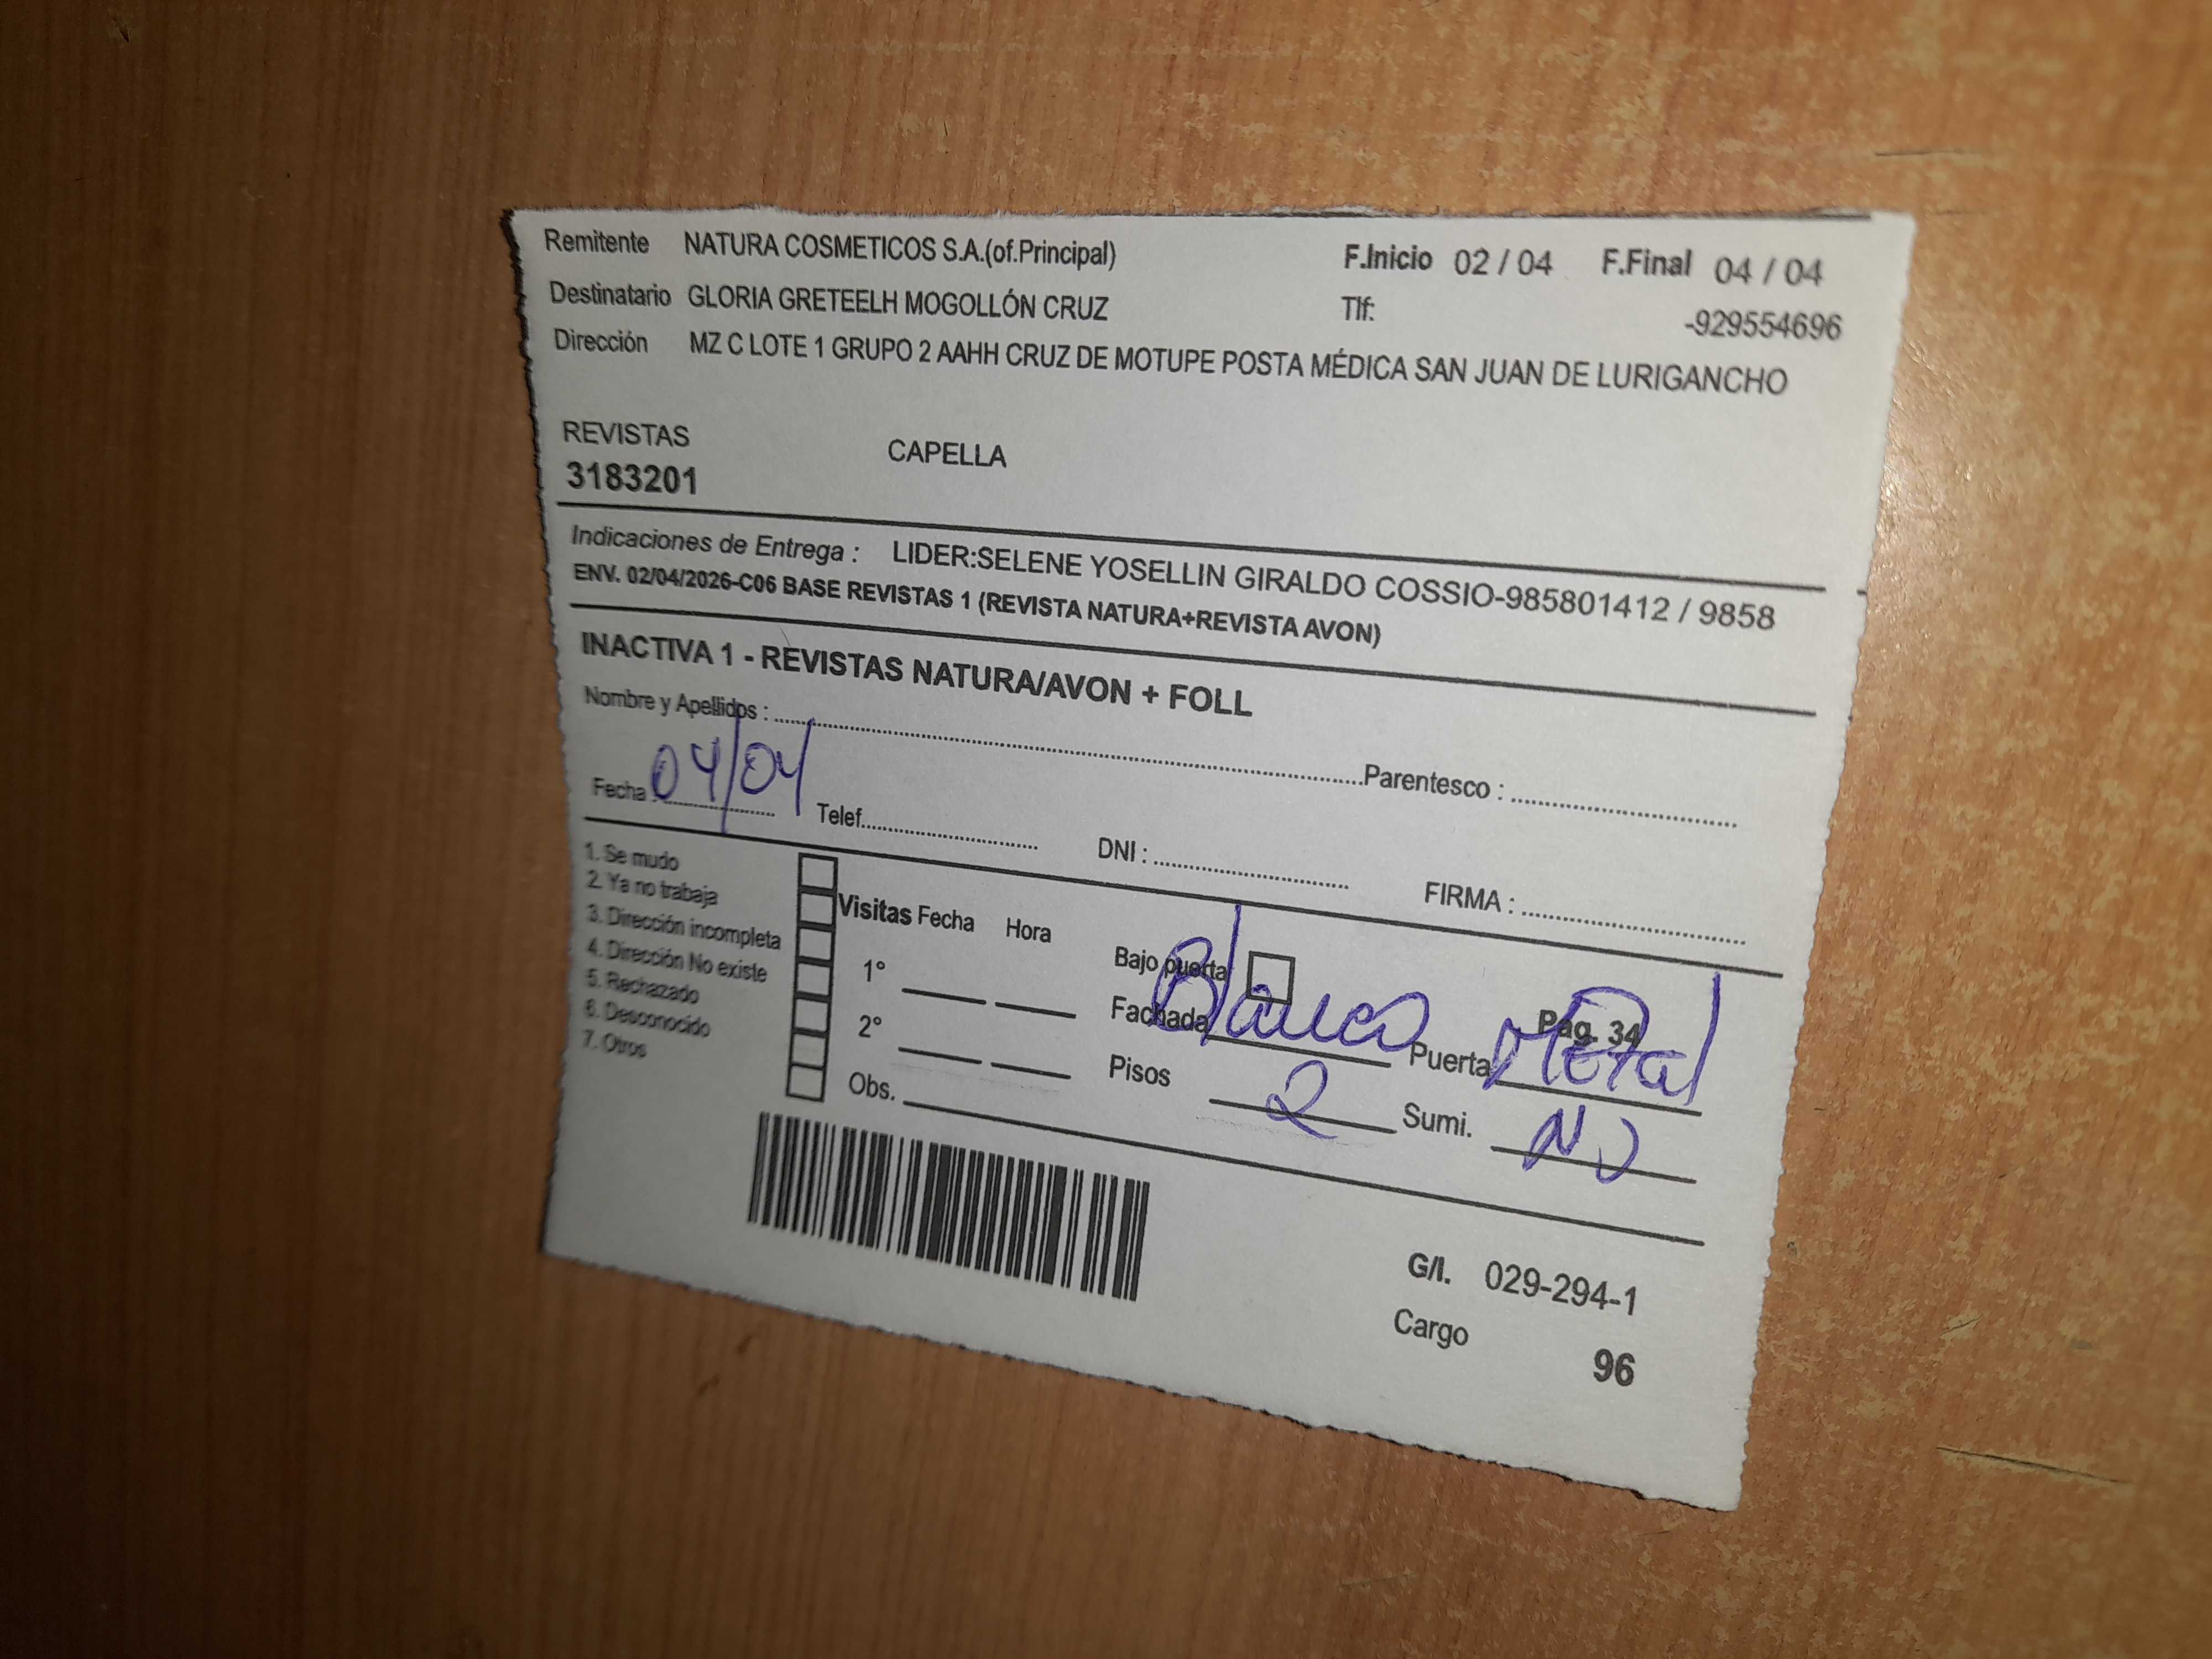 Remitente NATURA COSMETICOS S.A.(of.Principal) F.Inicio 02 / 04 F.Final 04 / 04
Destinatario GLORIA GRETEELH MOGOLLÓN CRUZ Tlf: -929554696
Dirección MZ C LOTE 1 GRUPO 2 AAHH CRUZ DE MOTUPE POSTA MÉDICA SAN JUAN DE LURIGANCHO
REVISTAS CAPELLA
3183201
Indicaciones de Entrega : LIDER:SELENE YOSELLIN GIRALDO COSSIO-985801412 / 9858
ENV. 02/04/2026-C06 BASE REVISTAS 1 (REVISTA NATURA+REVISTA AVON)
INACTIVA 1 - REVISTAS NATURA/AVON + FOLL
Nombre y Apellidos : Parentesco :
Fecha : 04/04 Telef. DNI : FIRMA :
1. Se mudo
2. Ya no trabaja
3. Dirección incompleta
4. Dirección No existe
5. Rechazado
6. Desconocido
7. Otros
Visitas Fecha Hora
1°
2°
Obs.
Bajo puerta Pág. 34
Fachada Blanco Puerta Metal
Pisos 2 Sumi. NO
G/I. 029-294-1
Cargo 96